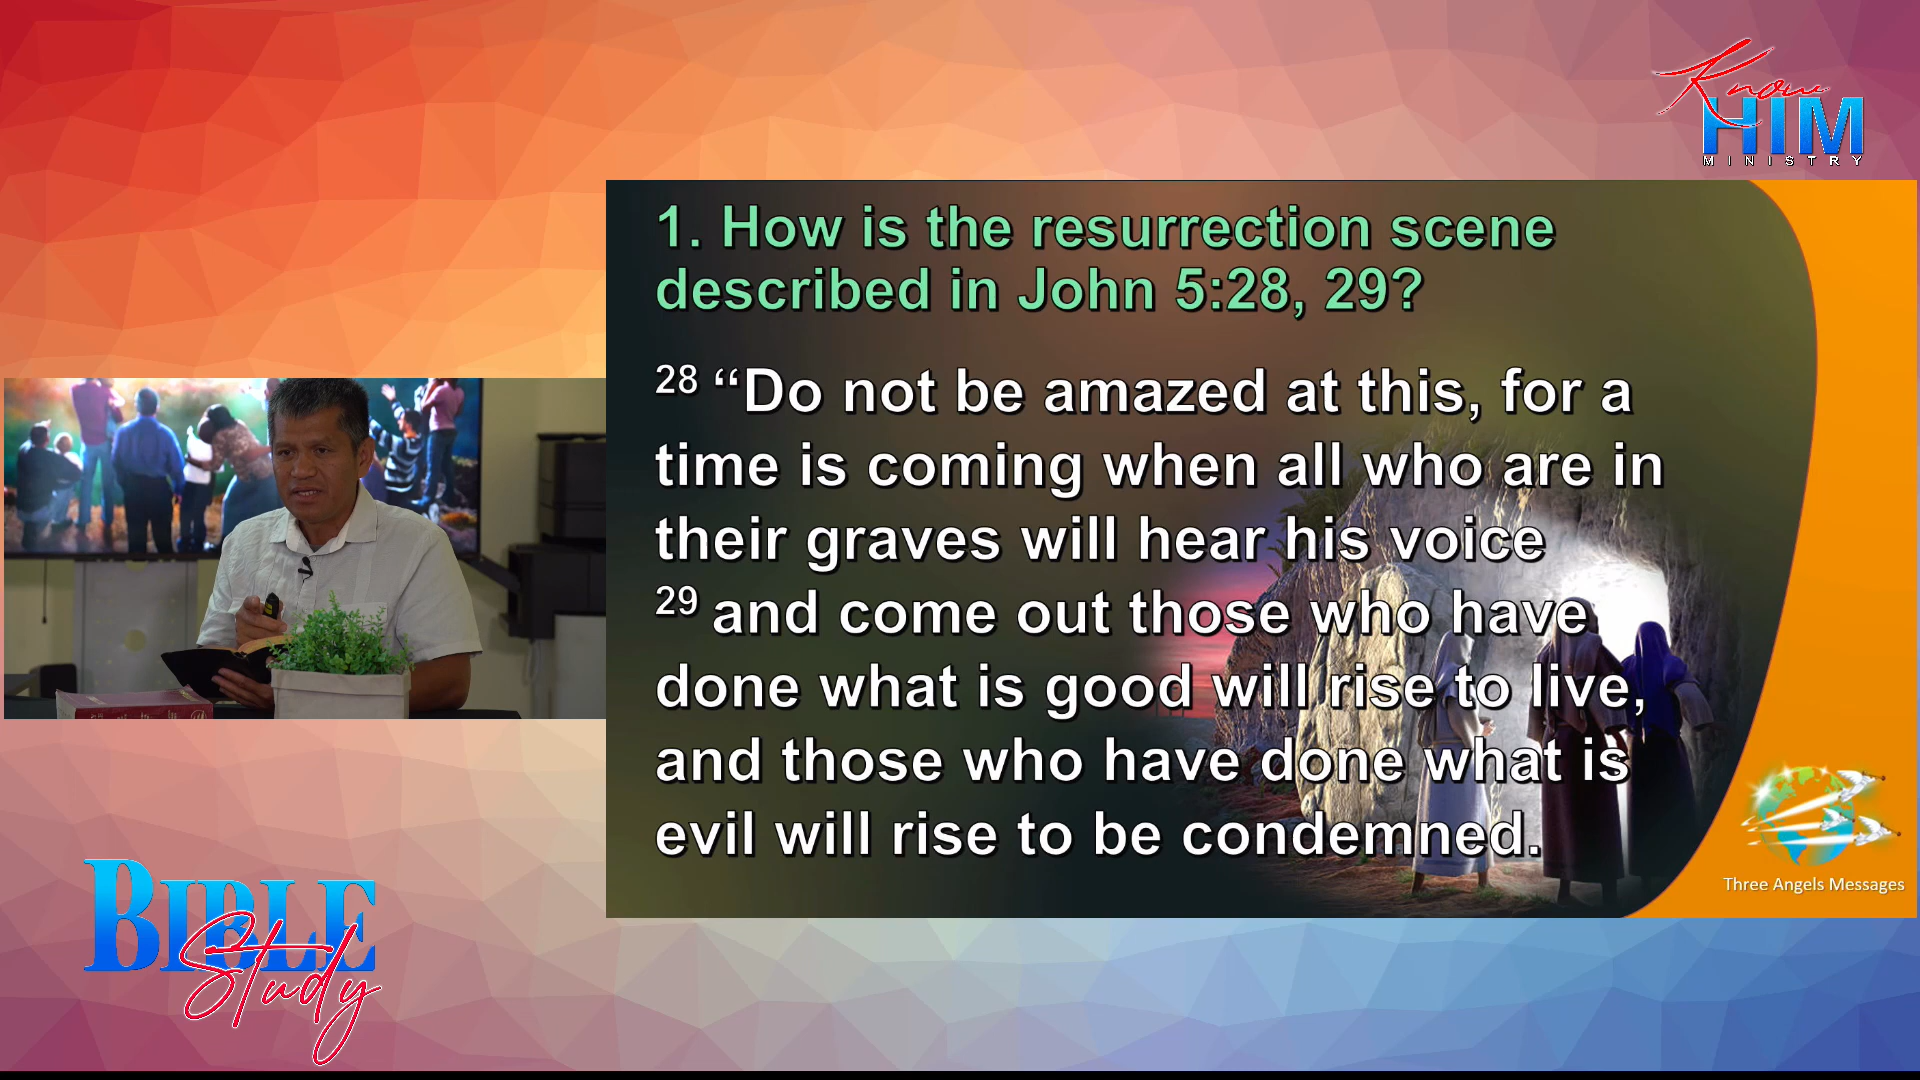 Know
HIM
MINISTRY
1. How is the resurrection scene
described in John 5:28, 29?
28 “Do not be amazed at this, for a
time is coming when all who are in
their graves will hear his voice
29 and come out those who have
done what is good will rise to live,
and those who have done what is
evil will rise to be condemned.
Three Angels Messages
BIBLE
Study